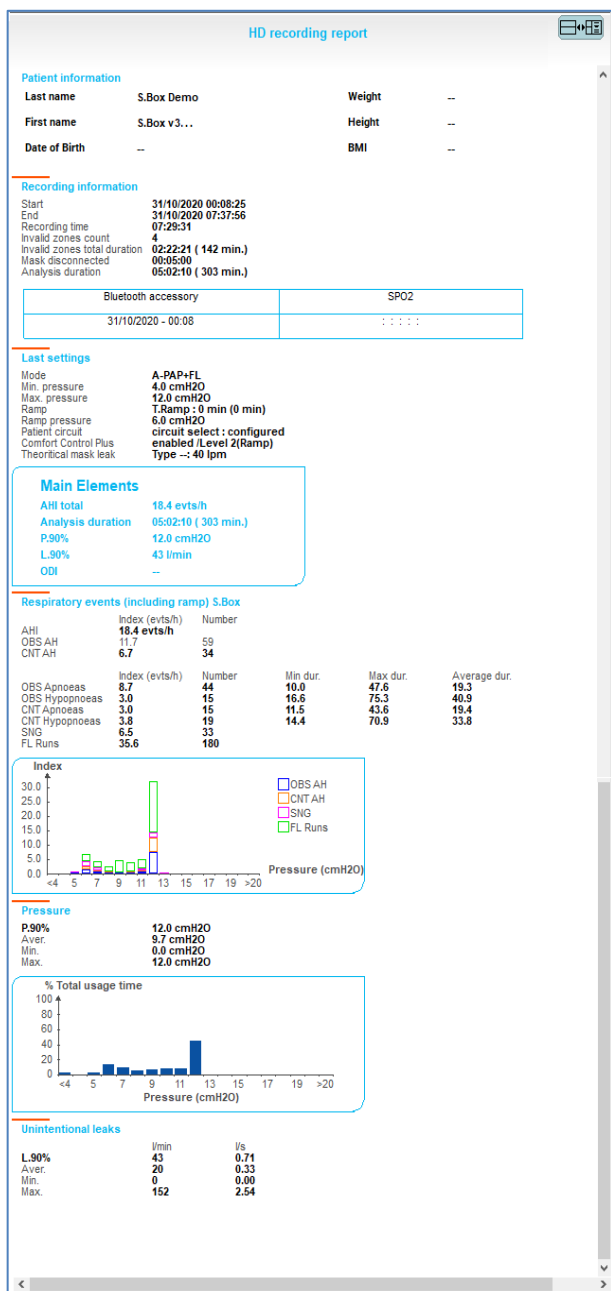 HD recording report
Patient information
Last name S.Box Demo Weight --
First name S.Box v3... Height --
Date of Birth -- BMI --
Recording information
Start 31/10/2020 00:08:25
End 31/10/2020 07:37:56
Recording time 07:29:31
Invalid zones count 4
Invalid zones total duration 02:22:21 ( 142 min.)
Mask disconnected 00:05:00
Analysis duration 05:02:10 ( 303 min.)
Bluetooth accessory SPO2
31/10/2020 - 00:08 : : : : :
Last settings
Mode A-PAP+FL
Min. pressure 4.0 cmH2O
Max. pressure 12.0 cmH2O
Ramp T.Ramp : 0 min (0 min)
Ramp pressure 6.0 cmH2O
Patient circuit circuit select : configured
Comfort Control Plus enabled /Level 2(Ramp)
Theoritical mask leak Type --: 40 lpm
Main Elements
AHI total 18.4 evts/h
Analysis duration 05:02:10 ( 303 min.)
P.90% 12.0 cmH2O
L.90% 43 l/min
ODI --
Respiratory events (including ramp) S.Box
Index (evts/h) Number
AHI 18.4 evts/h
OBS AH 11.7 59
CNT AH 6.7 34
Index (evts/h) Number Min dur. Max dur. Average dur.
OBS Apnoeas 8.7 44 10.0 47.6 19.3
OBS Hypopnoeas 3.0 15 16.6 75.3 40.9
CNT Apnoeas 3.0 15 11.5 43.6 19.4
CNT Hypopnoeas 3.8 19 14.4 70.9 33.8
SNG 6.5 33
FL Runs 35.6 180
Index
30.0
25.0
20.0
15.0
10.0
5.0
0.0
OBS AH
CNT AH
SNG
FL Runs
Pressure (cmH2O)
<4 5 7 9 11 13 15 17 19 >20
Pressure
P.90% 12.0 cmH2O
Aver. 9.7 cmH2O
Min. 0.0 cmH2O
Max. 12.0 cmH2O
% Total usage time
100
80
60
40
20
0
<4 5 7 9 11 13 15 17 19 >20
Pressure (cmH2O)
Unintentional leaks
l/min l/s
L.90% 43 0.71
Aver. 20 0.33
Min. 0 0.00
Max. 152 2.54